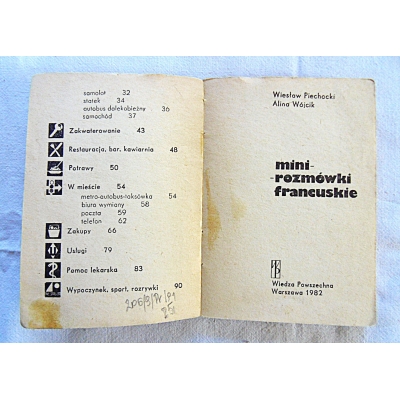 samolot 32
statek 34
autobus dalekobieżny 36
samochód 37
Zakwaterowanie 43
Restauracja, bar, kawiarnia 48
Potrawy 50
W mieście 54
metro-autobus-taksówka 54
biura wymiany 58
poczta 59
telefon 62
Zakupy 66
Usługi 79
Pomoc lekarska 83
Wypoczynek, sport, rozrywki 90
Wiesław Piechocki
Alina Wójcik
mini-
-rozmówki
francuskie
Wiedza Powszechna
Warszawa 1982